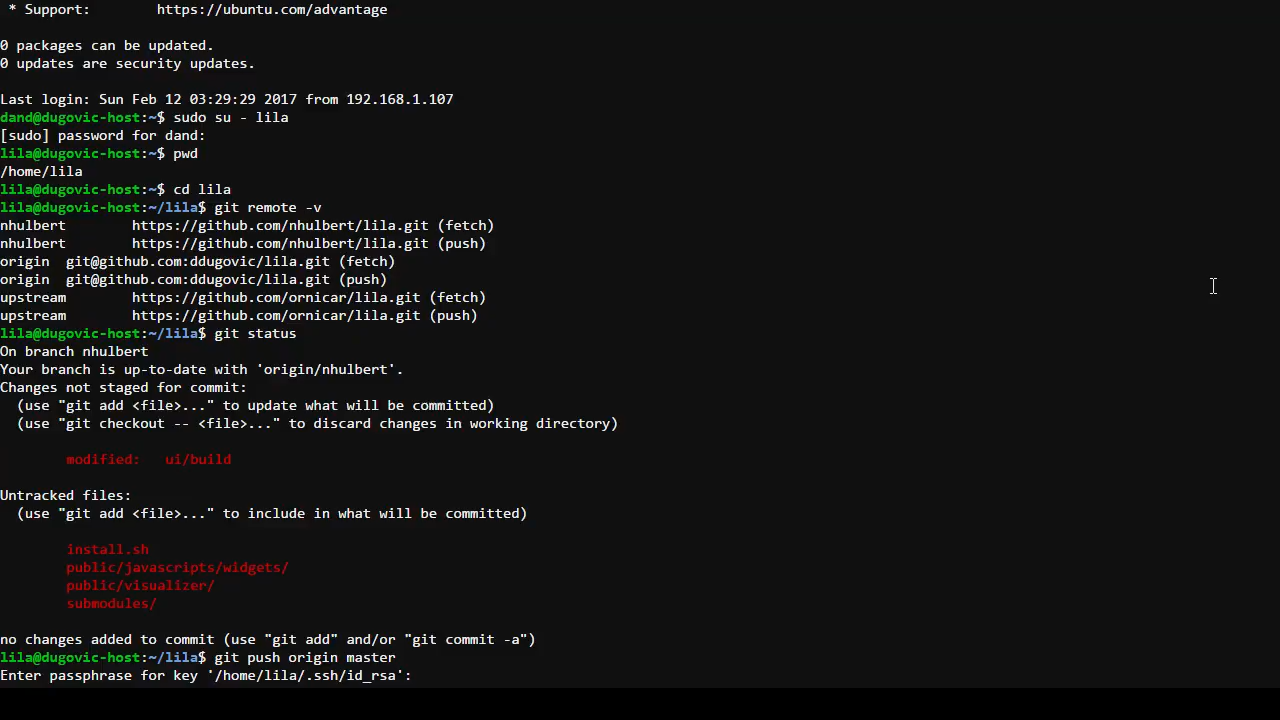 * Support:        https://ubuntu.com/advantage
0 packages can be updated.
0 updates are security updates.
Last login: Sun Feb 12 03:29:29 2017 from 192.168.1.107
dand@dugovic-host:~$ sudo su - lila
[sudo] password for dand:
lila@dugovic-host:~$ pwd
/home/lila
lila@dugovic-host:~$ cd lila
lila@dugovic-host:~/lila$ git remote -v
nhulbert        https://github.com/nhulbert/lila.git (fetch)
nhulbert        https://github.com/nhulbert/lila.git (push)
origin  git@github.com:ddugovic/lila.git (fetch)
origin  git@github.com:ddugovic/lila.git (push)
upstream        https://github.com/ornicar/lila.git (fetch)
upstream        https://github.com/ornicar/lila.git (push)
lila@dugovic-host:~/lila$ git status
On branch nhulbert
Your branch is up-to-date with 'origin/nhulbert'.
Changes not staged for commit:
  (use "git add <file>..." to update what will be committed)
  (use "git checkout -- <file>..." to discard changes in working directory)
        modified:   ui/build
Untracked files:
  (use "git add <file>..." to include in what will be committed)
        install.sh
        public/javascripts/widgets/
        public/visualizer/
        submodules/
no changes added to commit (use "git add" and/or "git commit -a")
lila@dugovic-host:~/lila$ git push origin master
Enter passphrase for key '/home/lila/.ssh/id_rsa':